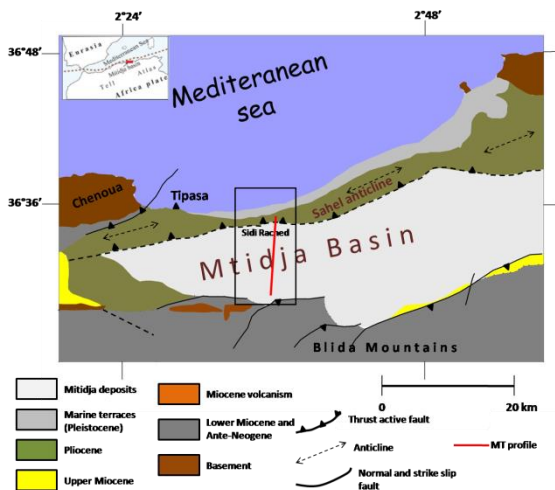 2°24′
2°48′
36°48′
36°36′
Eurasia
Mediterranean Sea
Mitidja basin
Tell Atlas
Africa plate
Mediteranean
sea
Chenoua
Tipasa
Sahel anticline
Sidi Rached
Mtidja Basin
Blida Mountains
Mitidja deposits
Marine terraces
(Pleistocene)
Pliocene
Upper Miocene
Miocene volcanism
Lower Miocene and
Ante-Neogene
Basement
0
20 km
Thrust active fault
Anticline
MT profile
Normal and strike slip
fault